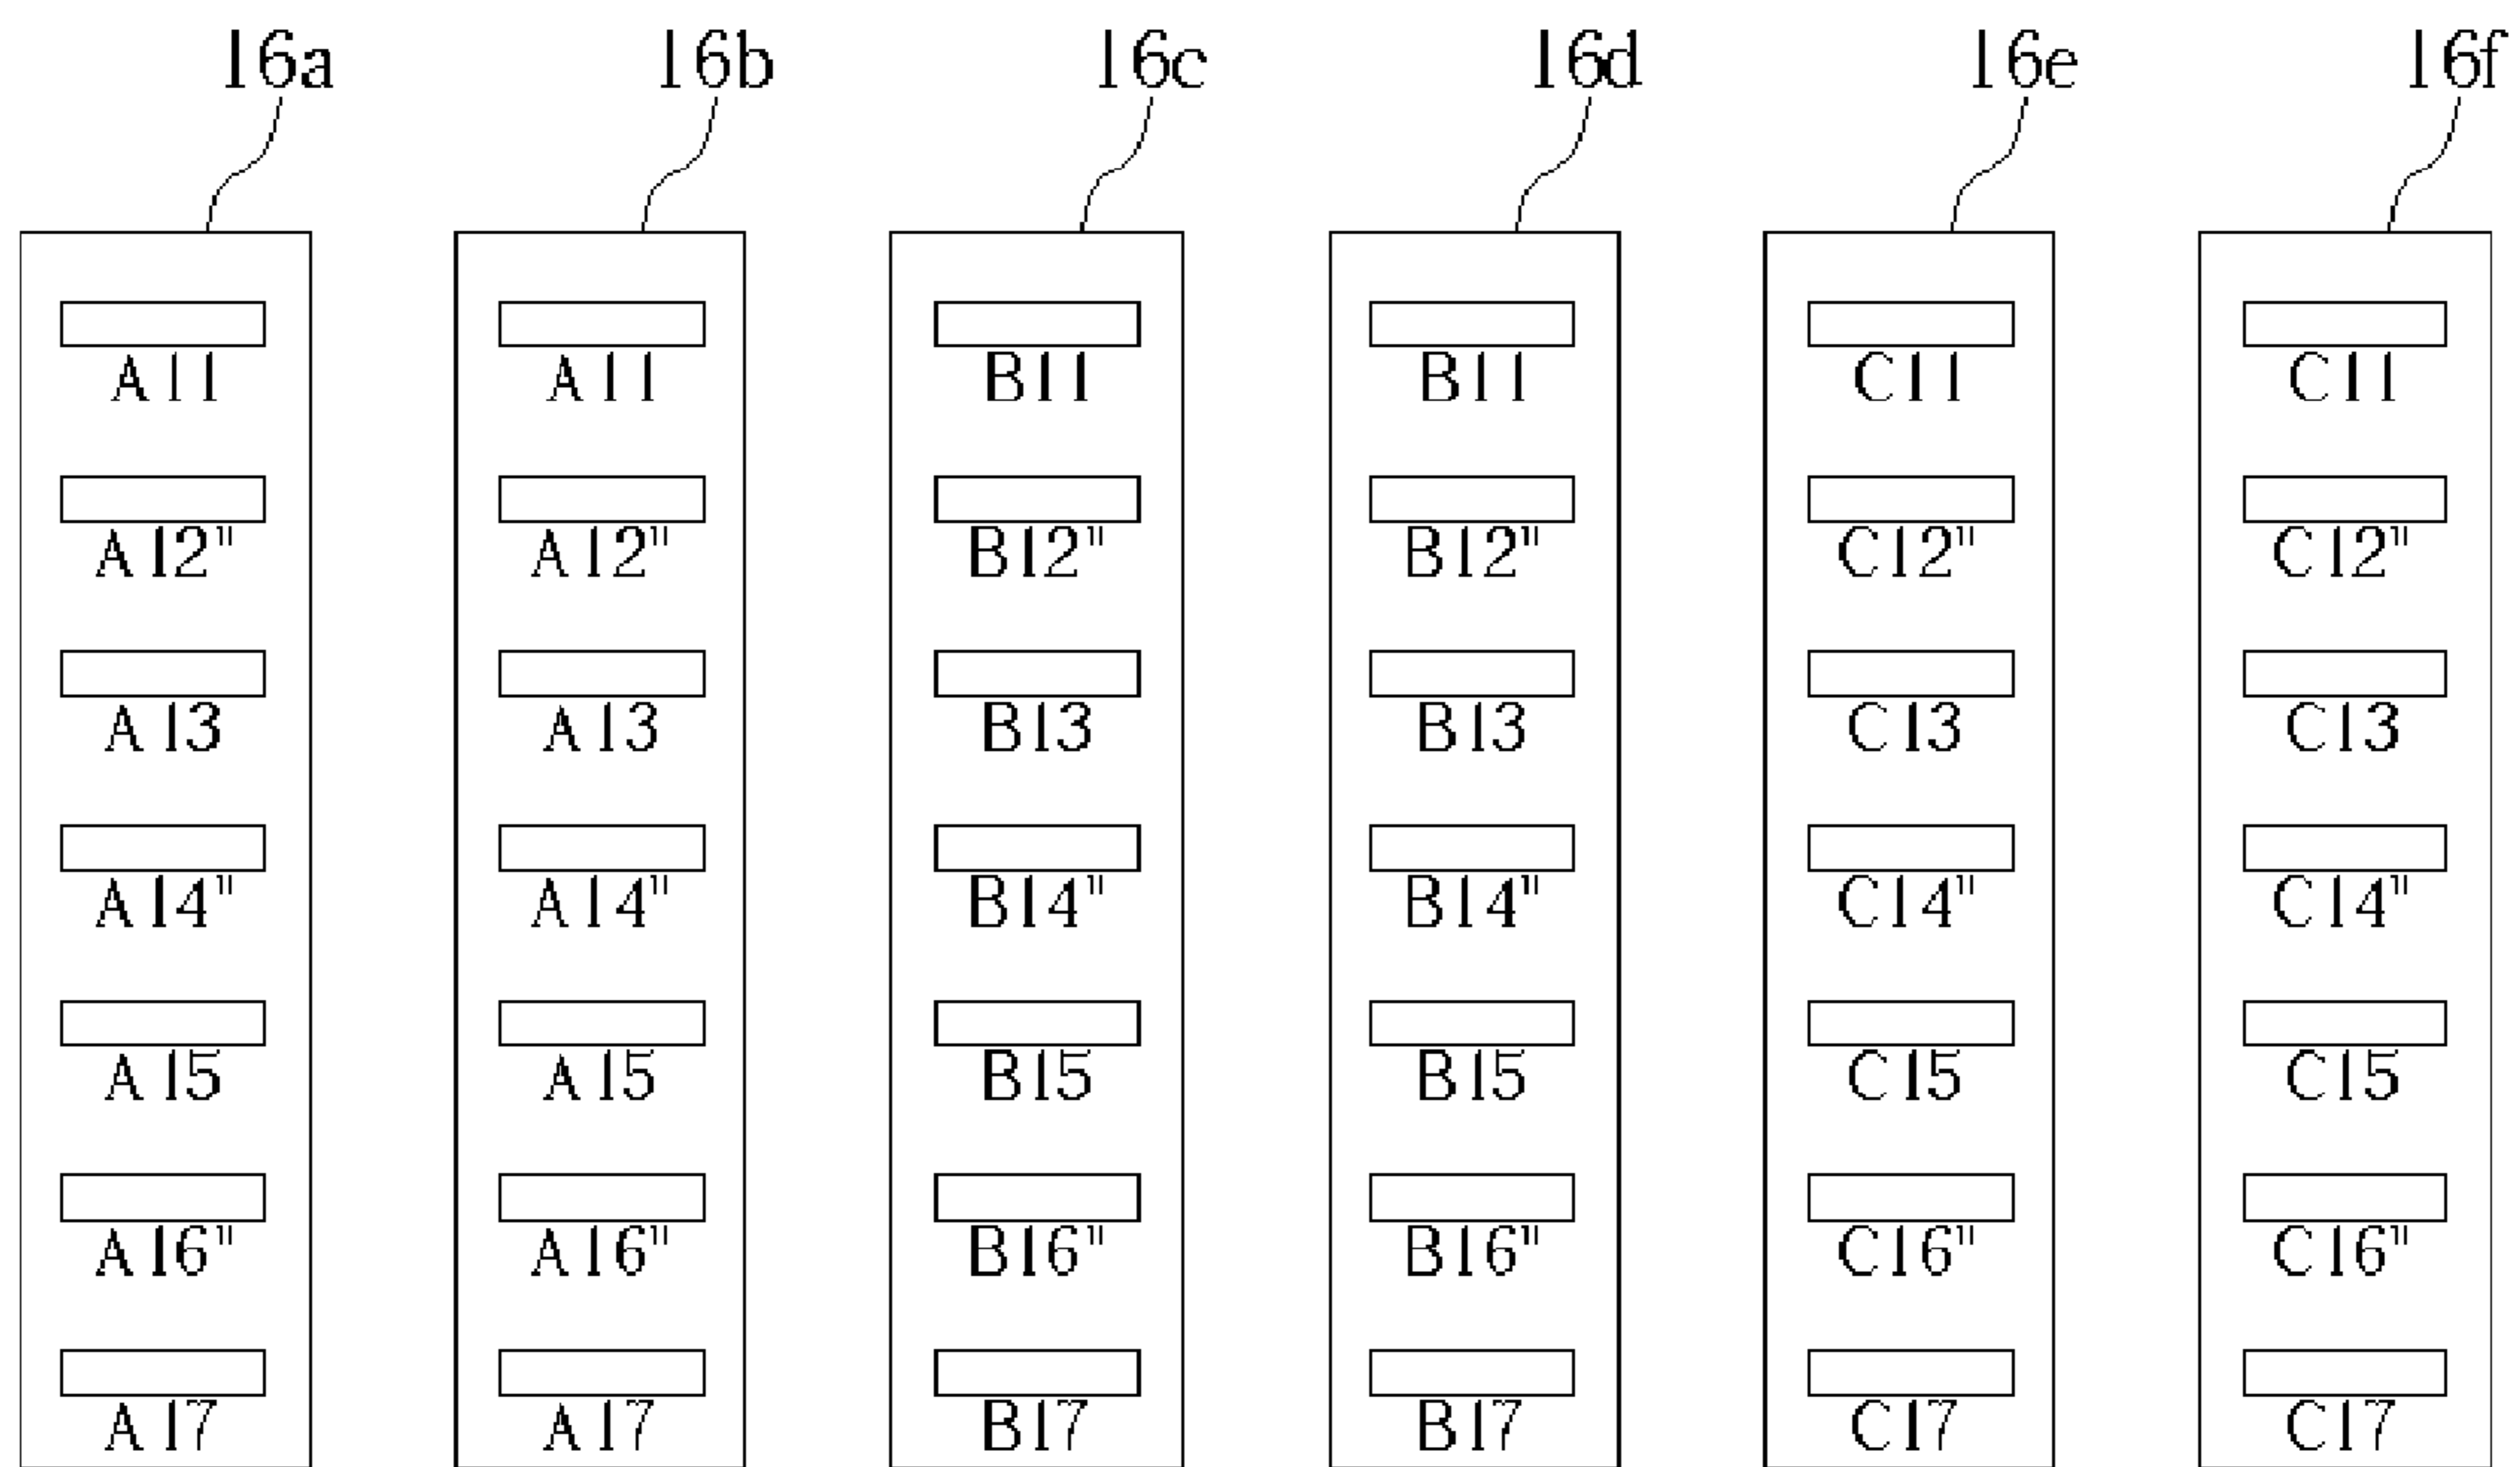 16a 16b 16c 16d 16e 16f
A11 A11 B11 B11 C11 C11
A12" A12" B12" B12" C12" C12"
A13 A13 B13 B13 C13 C13
A14" A14" B14" B14" C14" C14"
A15 A15 B15 B15 C15 C15
A16" A16" B16" B16" C16" C16"
A17 A17 B17 B17 C17 C17